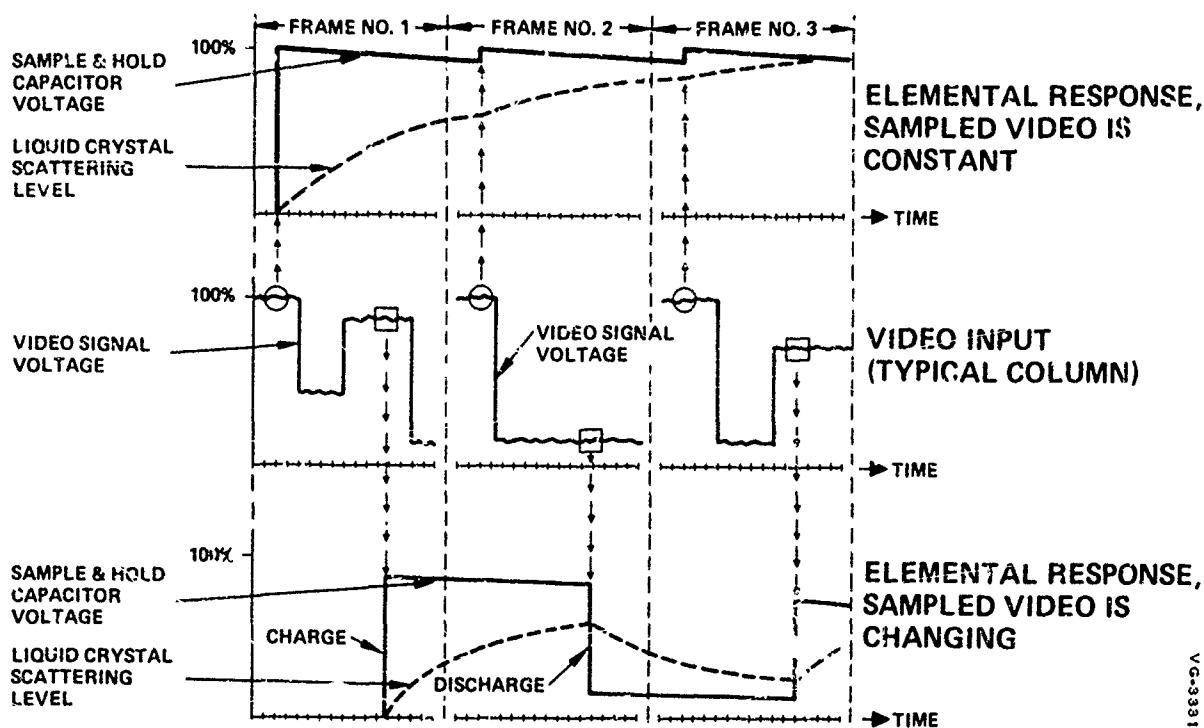 FRAME NO. 1
FRAME NO. 2
FRAME NO. 3
100%
SAMPLE & HOLD
CAPACITOR
VOLTAGE
LIQUID CRYSTAL
SCATTERING
LEVEL
ELEMENTAL RESPONSE,
SAMPLED VIDEO IS
CONSTANT
TIME
100%
VIDEO SIGNAL
VOLTAGE
VIDEO SIGNAL
VOLTAGE
VIDEO INPUT
(TYPICAL COLUMN)
TIME
100%
SAMPLE & HOLD
CAPACITOR
VOLTAGE
CHARGE
LIQUID CRYSTAL
SCATTERING
LEVEL
DISCHARGE
ELEMENTAL RESPONSE,
SAMPLED VIDEO IS
CHANGING
TIME